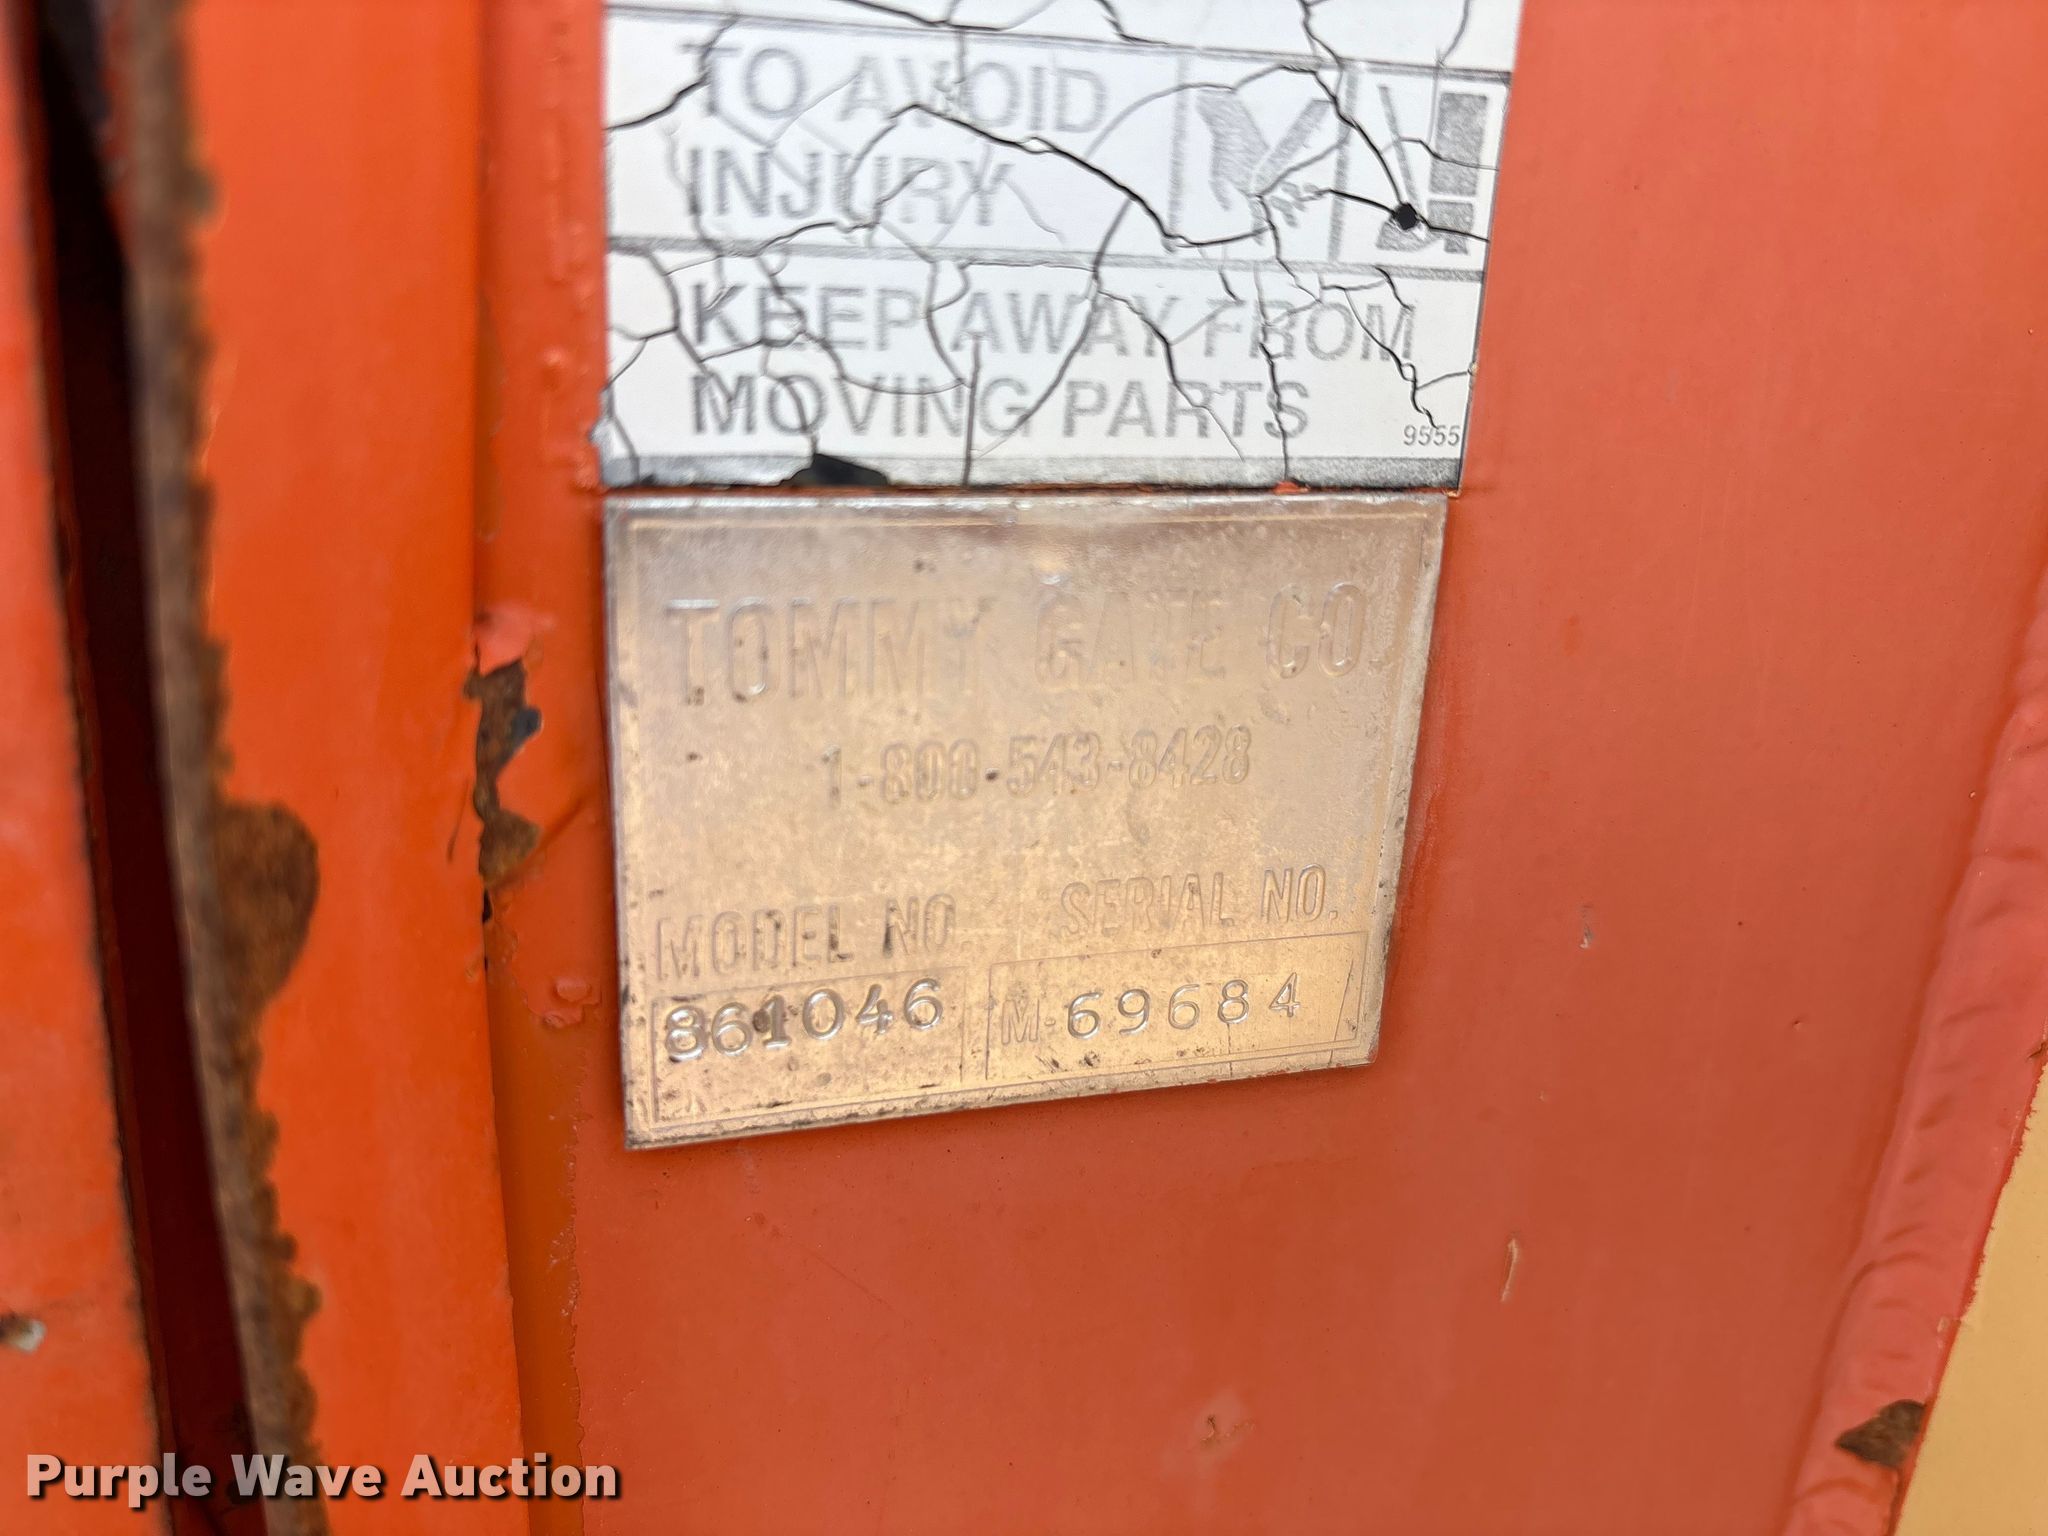 TO AVOID
INJURY
KEEP AWAY FROM
MOVING PARTS
9555
TOMMY GATE CO.
1-800-543-8428
MODEL NO. SERIAL NO.
861046 M-69684
Purple Wave Auction